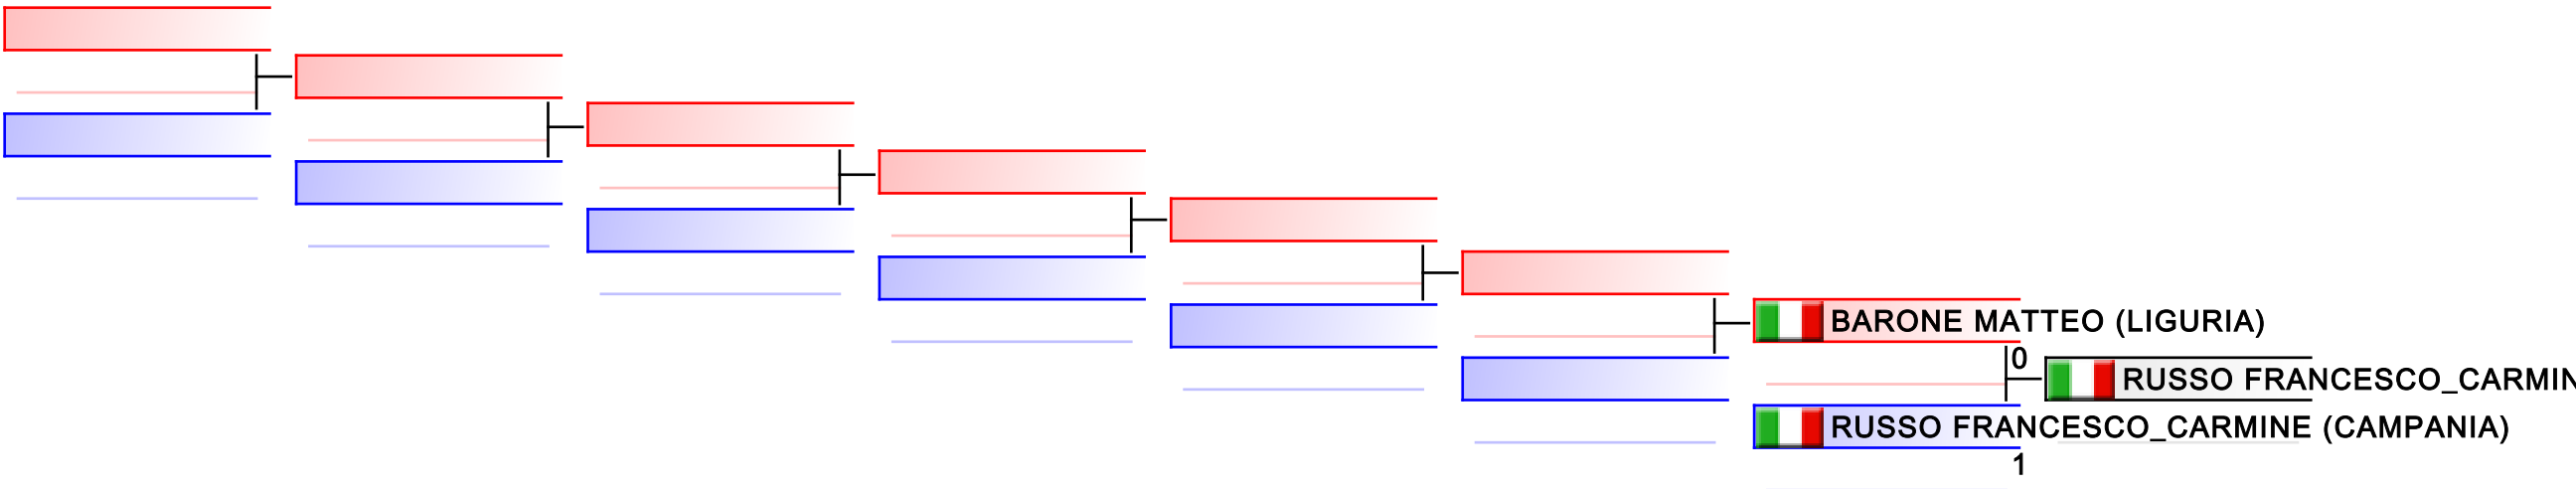 BARONE MATTEO (LIGURIA)
0
RUSSO FRANCESCO_CARMIN
RUSSO FRANCESCO_CARMINE (CAMPANIA)
1